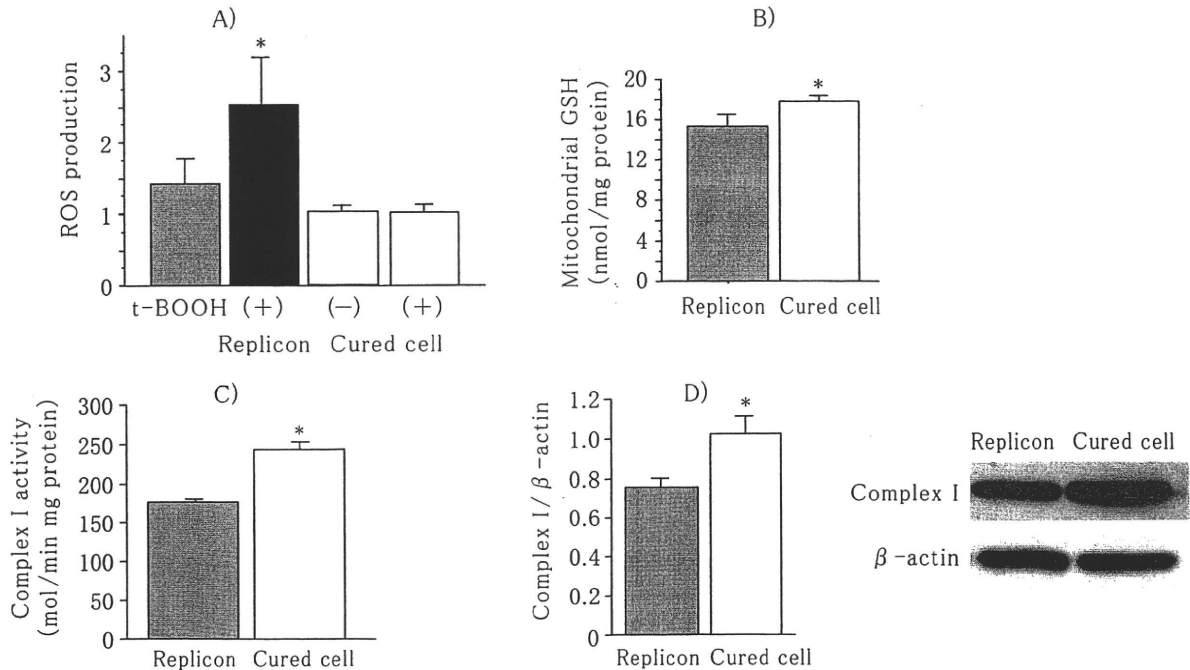 A)
*
ROS production
3
2
1
0
t-BOOH (+) (−) (+)
Replicon Cured cell
B)
*
Mitochondrial GSH
(nmol/mg protein)
20
16
12
8
4
0
Replicon Cured cell
C)
*
Complex I activity
(mol/min mg protein)
300
250
200
150
100
50
0
Replicon Cured cell
D)
*
Complex I/β-actin
1.2
1.0
0.8
0.6
0.4
0.2
0
Replicon Cured cell
Replicon Cured cell
Complex I
β-actin